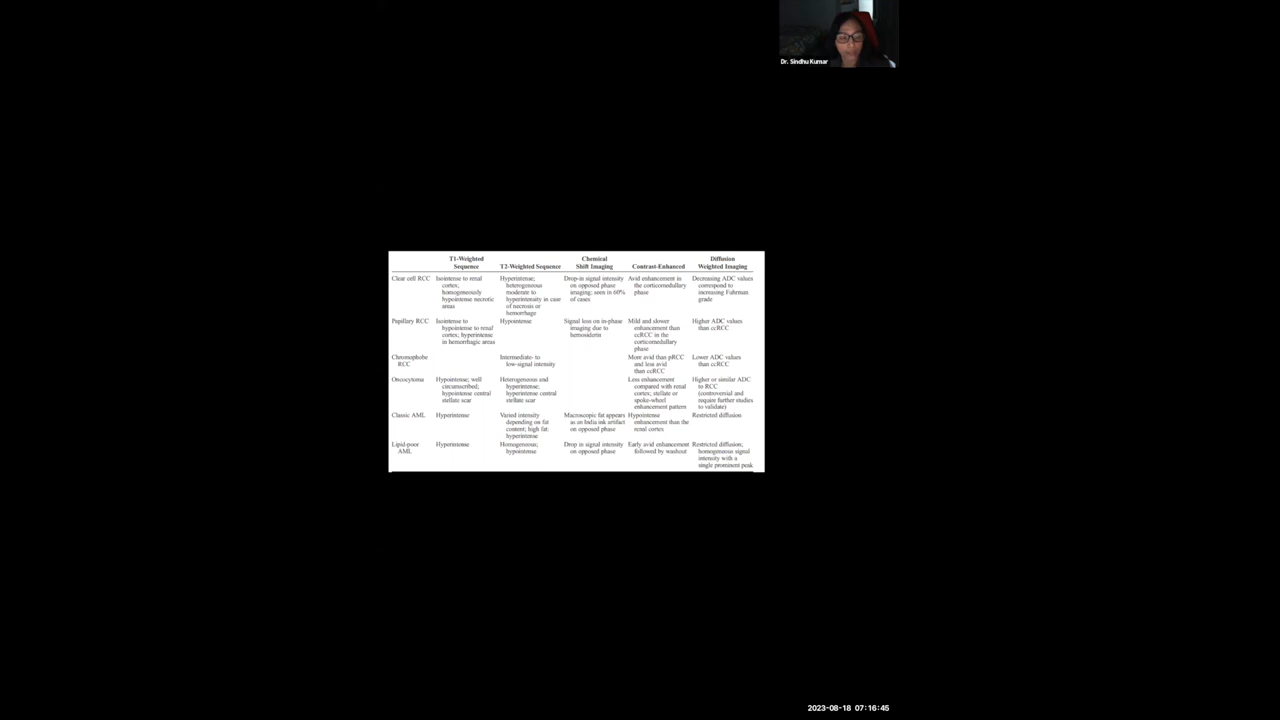 Dr. Sindhu Kumar
T1-Weighted Sequence T2-Weighted Sequence Chemical Shift Imaging Contrast-Enhanced Diffusion Weighted Imaging
Clear cell RCC Isointense to renal cortex; homogeneously hypointense necrotic areas Hyperintense; heterogeneous moderate to hyperintensity in case of necrosis or hemorrhage Drop-in signal intensity on opposed phase imaging; seen in 60% of cases Avid enhancement in the corticomedullary phase Decreasing ADC values correspond to increasing Fuhrman grade
Papillary RCC Isointense to hypointense to renal cortex; hyperintense in hemorrhagic areas Hypointense Signal loss on in-phase imaging due to hemosiderin Mild and slower enhancement than ccRCC in the corticomedullary phase Higher ADC values than ccRCC
Chromophobe RCC Intermediate- to low-signal intensity More avid than pRCC and less avid than ccRCC Lower ADC values than ccRCC
Oncocytoma Hypointense; well circumscribed; hypointense central stellate scar Heterogeneous and hyperintense; hyperintense central stellate scar Less enhancement compared with renal cortex; stellate or spoke-wheel enhancement pattern Higher or similar ADC to RCC (controversial and require further studies to validate)
Classic AML Hyperintense Varied intensity depending on fat content; high fat: hyperintense Macroscopic fat appears as an India ink artifact on opposed phase Hypointense enhancement than the renal cortex Restricted diffusion
Lipid-poor AML Hyperintense Homogeneous; hypointense Drop in signal intensity on opposed phase Early avid enhancement followed by washout Restricted diffusion; homogeneous signal intensity with a single prominent peak
2023-08-18 07:16:45